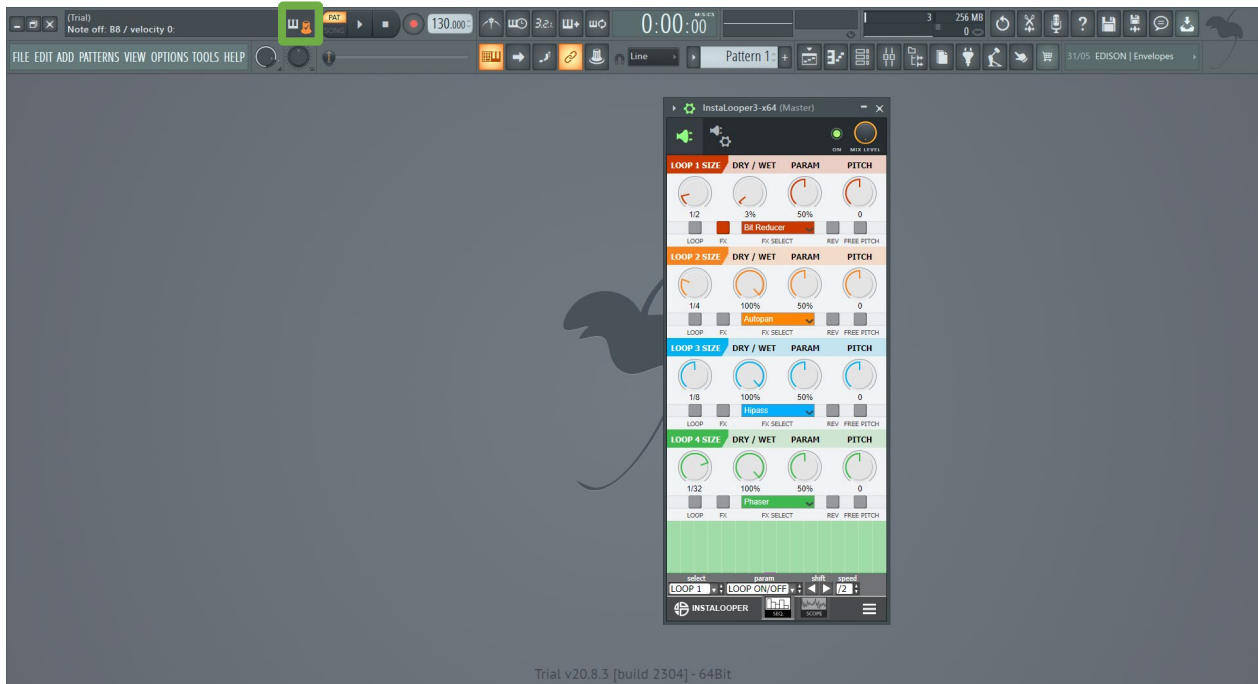 (Trial)
Note off: B8 / velocity 0:
PAT
SONG
130.000
3.2.:
0:00:00
M:S:CS
3
256 MB
0
FILE EDIT ADD PATTERNS VIEW OPTIONS TOOLS HELP
Line
Pattern 1
31/05 EDISON | Envelopes
InstaLooper3-x64 (Master)
ON MIX LEVEL
LOOP 1 SIZE DRY / WET PARAM PITCH
1/2 3% 50% 0
Bit Reducer
LOOP FX FX SELECT REV FREE PITCH
LOOP 2 SIZE DRY / WET PARAM PITCH
1/4 100% 50% 0
Autopan
LOOP FX FX SELECT REV FREE PITCH
LOOP 3 SIZE DRY / WET PARAM PITCH
1/8 100% 50% 0
Hipass
LOOP FX FX SELECT REV FREE PITCH
LOOP 4 SIZE DRY / WET PARAM PITCH
1/32 100% 50% 0
Phaser
LOOP FX FX SELECT REV FREE PITCH
select param shift speed
LOOP 1 LOOP ON/OFF /2
INSTALOOPER SEQ. SCOPE
Trial v20.8.3 [build 2304] - 64Bit